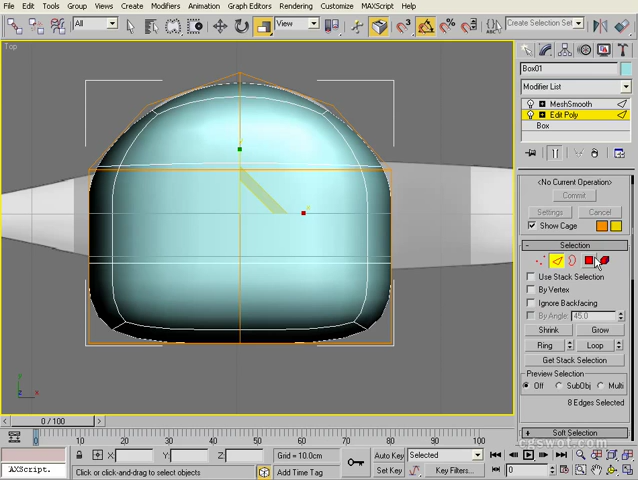 File Edit Tools Group Views Create Modifiers Animation Graph Editors Rendering Customize MAXScript Help
All View Create Selection Set
Top
Box01
Modifier List
MeshSmooth
Edit Poly
Box
<No Current Operation>
Commit
Settings Cancel
Show Cage
- Selection
Use Stack Selection
By Vertex
Ignore Backfacing
By Angle: 45.0
Shrink Grow
Ring Loop
Get Stack Selection
Preview Selection
Off SubObj Multi
8 Edges Selected
+ Soft Selection
cgswot.com
0 / 100
0 10 20 30 40 50 60 70 80 90 100
X: Y: Z: Grid = 10.0cm Auto Key Selected
AXScript. Click or click-and-drag to select objects Add Time Tag Set Key Key Filters... 0